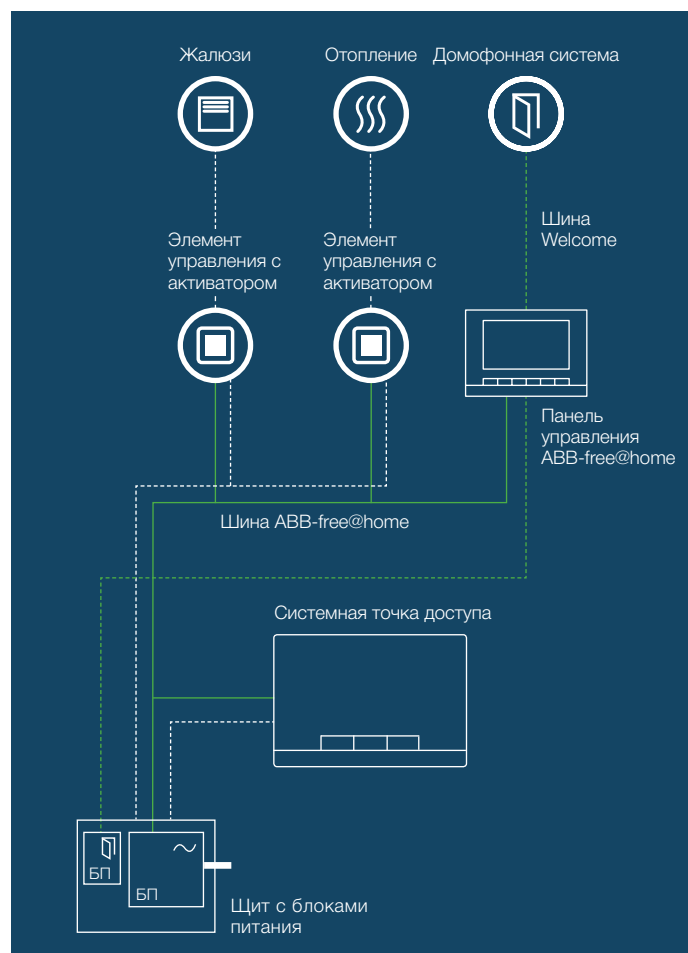 Жалюзи
Отопление
Домофонная система
Шина
Welcome
Элемент
управления с
активатором
Элемент
управления с
активатором
Панель
управления
ABB-free@home
Шина ABB-free@home
Системная точка доступа
БП
БП
Щит с блоками
питания